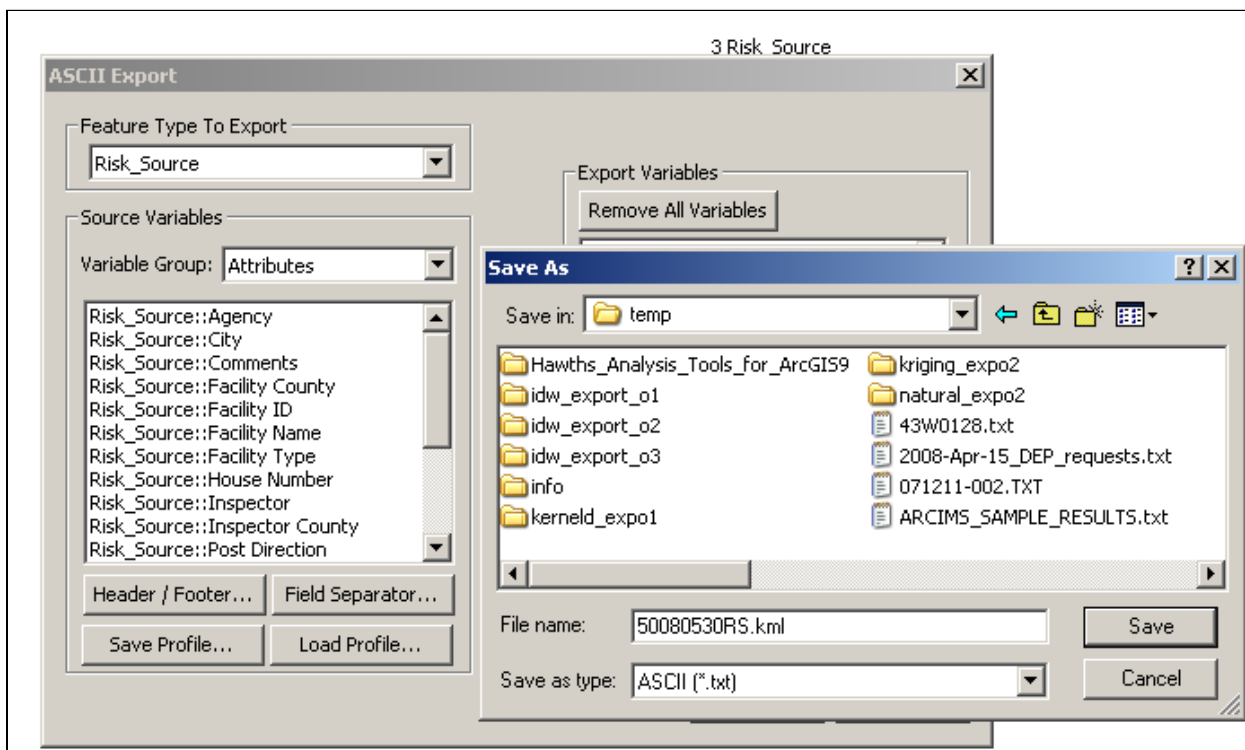 3 Risk_Source
ASCII Export
Feature Type To Export
Risk_Source
Export Variables
Remove All Variables
Source Variables
Variable Group: Attributes
Risk_Source::Agency
Risk_Source::City
Risk_Source::Comments
Risk_Source::Facility County
Risk_Source::Facility ID
Risk_Source::Facility Name
Risk_Source::Facility Type
Risk_Source::House Number
Risk_Source::Inspector
Risk_Source::Inspector County
Risk_Source::Post Direction
Header / Footer... Field Separator...
Save Profile... Load Profile...
Save As
Save in: temp
Hawths_Analysis_Tools_for_ArcGIS9
idw_export_o1
idw_export_o2
idw_export_o3
info
kerneld_expo1
kriging_expo2
natural_expo2
43W0128.txt
2008-Apr-15_DEP_requests.txt
071211-002.TXT
ARCIMS_SAMPLE_RESULTS.txt
File name: 50080530RS.kml Save
Save as type: ASCII (*.txt) Cancel